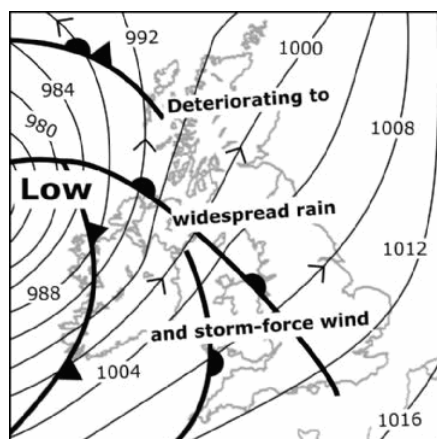 992
1000
984
Deteriorating to
980
1008
Low
widespread rain
1012
988
and storm-force wind
1004
1016